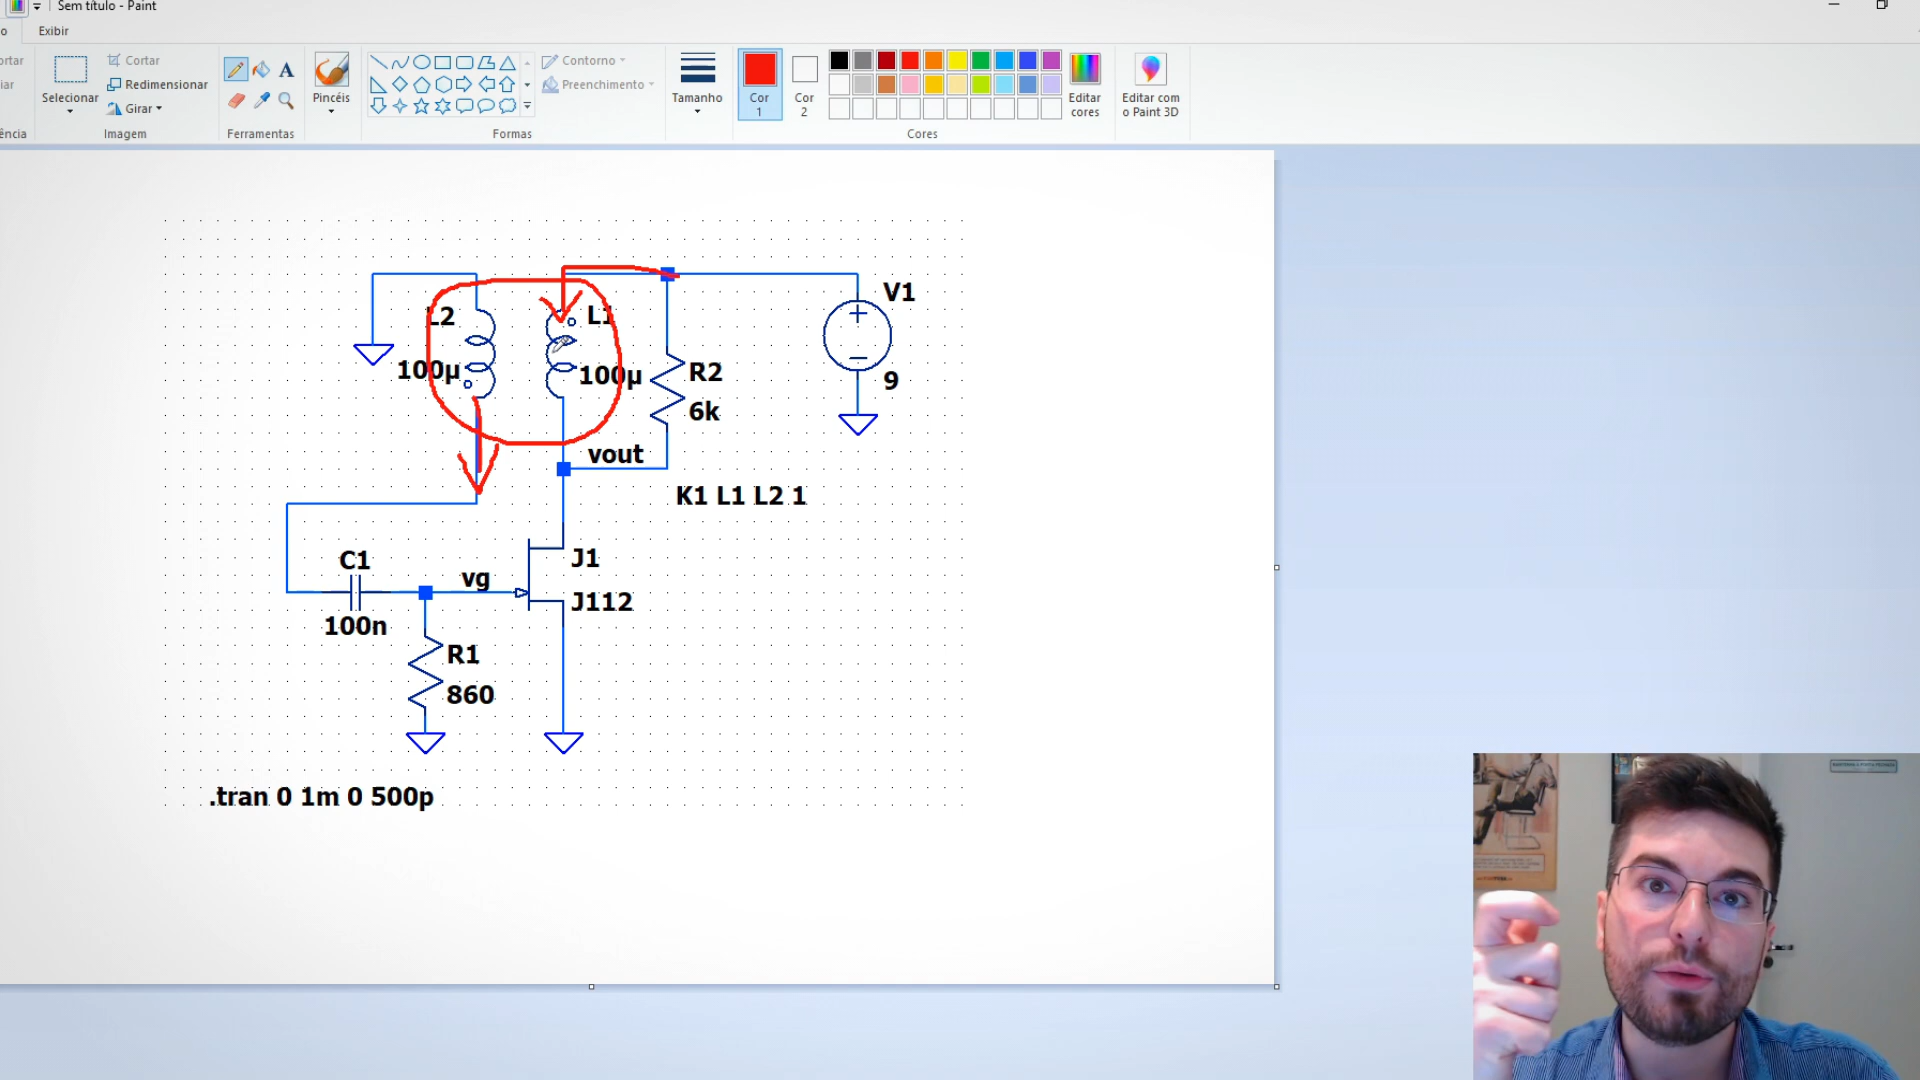 Sem título - Paint
Exibir
Cortar
Redimensionar
Girar
Selecionar
Imagem
Ferramentas
Pincéis
Formas
Contorno
Preenchimento
Tamanho
Cor
1
Cor
2
Editar
cores
Cores
Editar com
o Paint 3D
L2
100µ
L1
100µ
R2
6k
V1
9
vout
K1 L1 L2 1
C1
100n
vg
J1
J112
R1
860
.tran 0 1m 0 500p